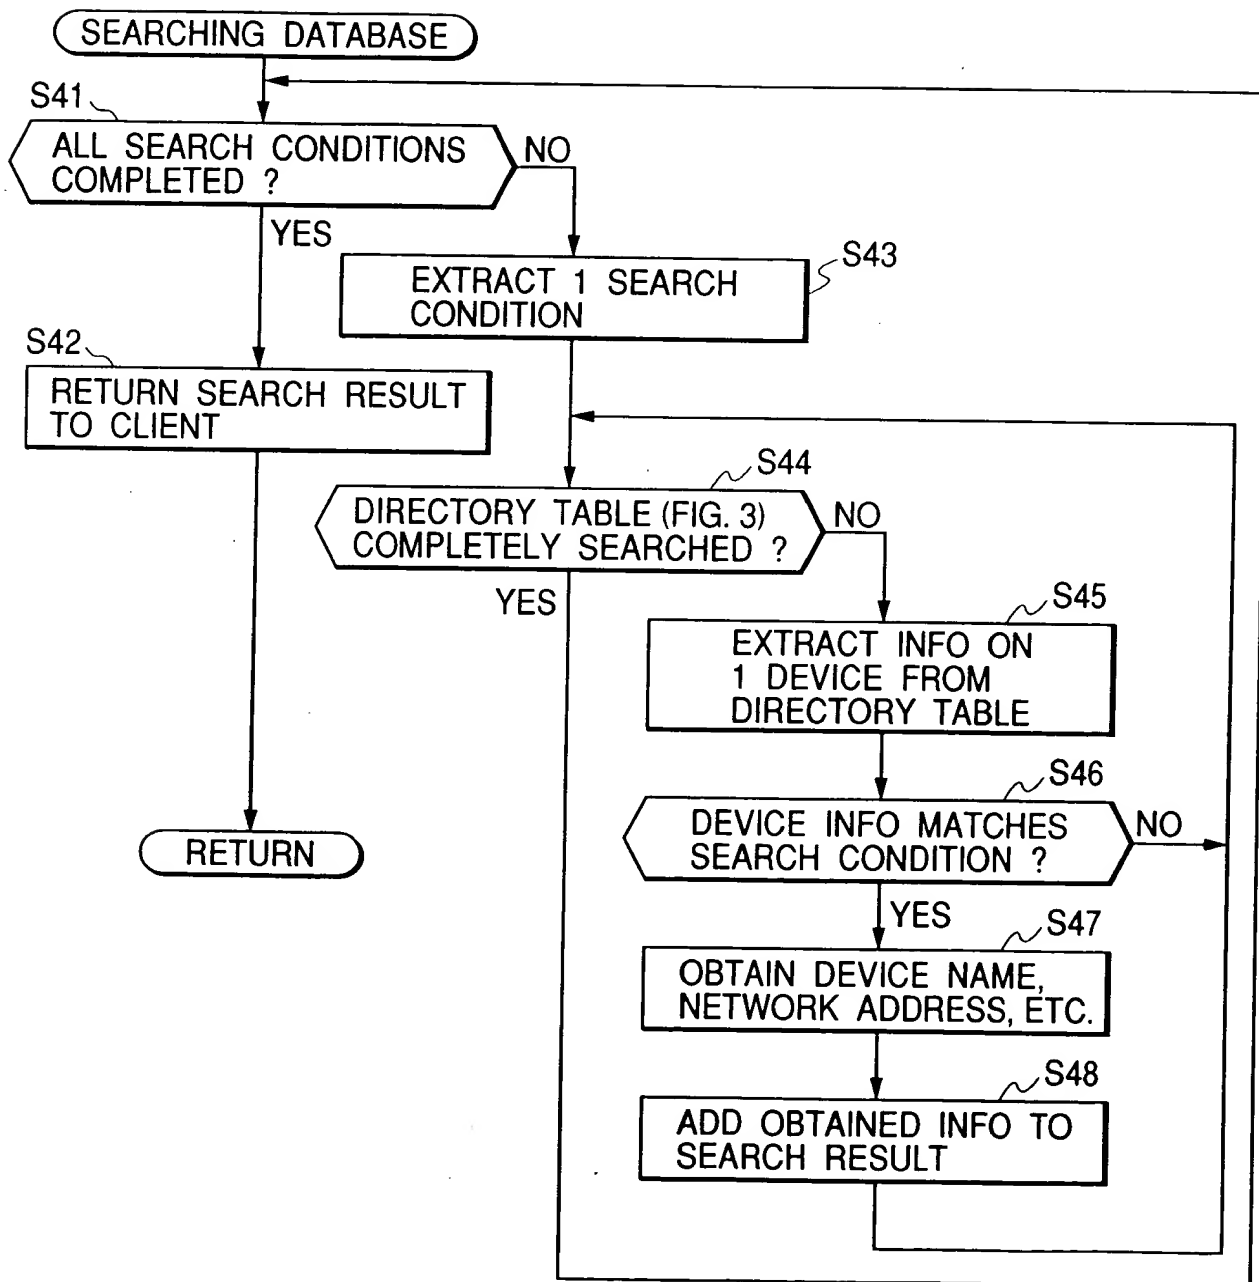 SEARCHING DATABASE
S41
ALL SEARCH CONDITIONS
COMPLETED ?
NO
YES
S43
EXTRACT 1 SEARCH
CONDITION
S42
RETURN SEARCH RESULT
TO CLIENT
S44
DIRECTORY TABLE (FIG. 3)
COMPLETELY SEARCHED ?
NO
YES
S45
EXTRACT INFO ON
1 DEVICE FROM
DIRECTORY TABLE
S46
DEVICE INFO MATCHES
SEARCH CONDITION ?
NO
RETURN
YES
S47
OBTAIN DEVICE NAME,
NETWORK ADDRESS, ETC.
S48
ADD OBTAINED INFO TO
SEARCH RESULT